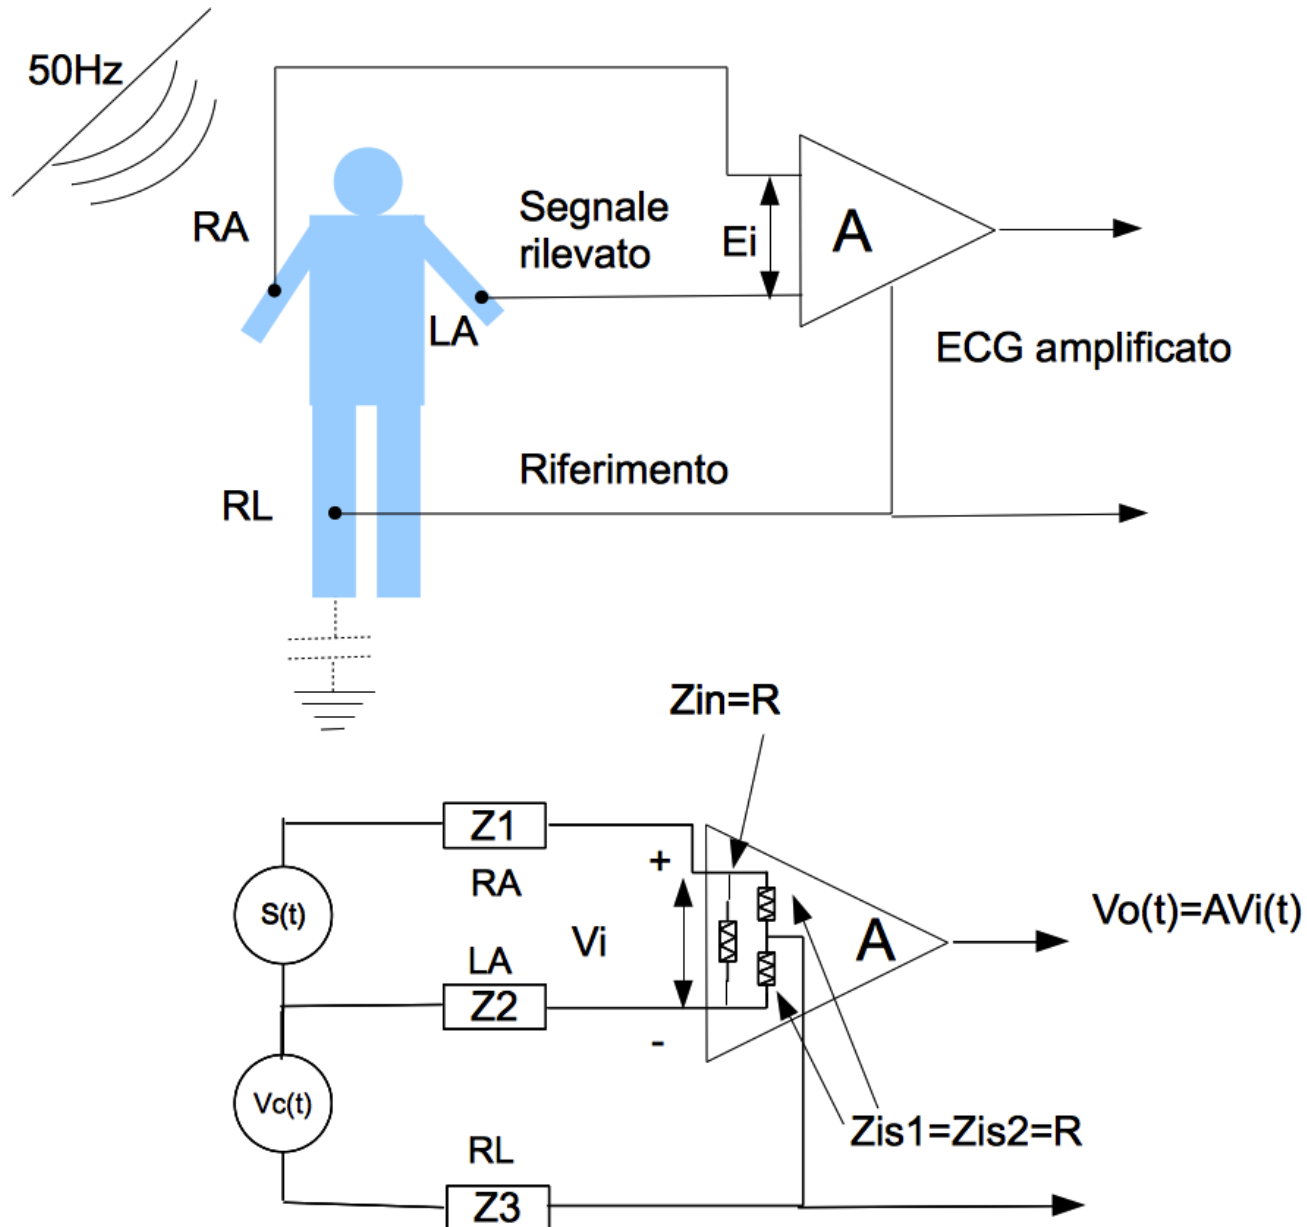 50Hz
RA
Segnale
rilevato
Ei
A
LA
ECG amplificato
Riferimento
RL
Zin=R
Z1
+
RA
S(t)
Vi
A
Vo(t)=AVi(t)
LA
Z2
-
Vc(t)
Zis1=Zis2=R
RL
Z3